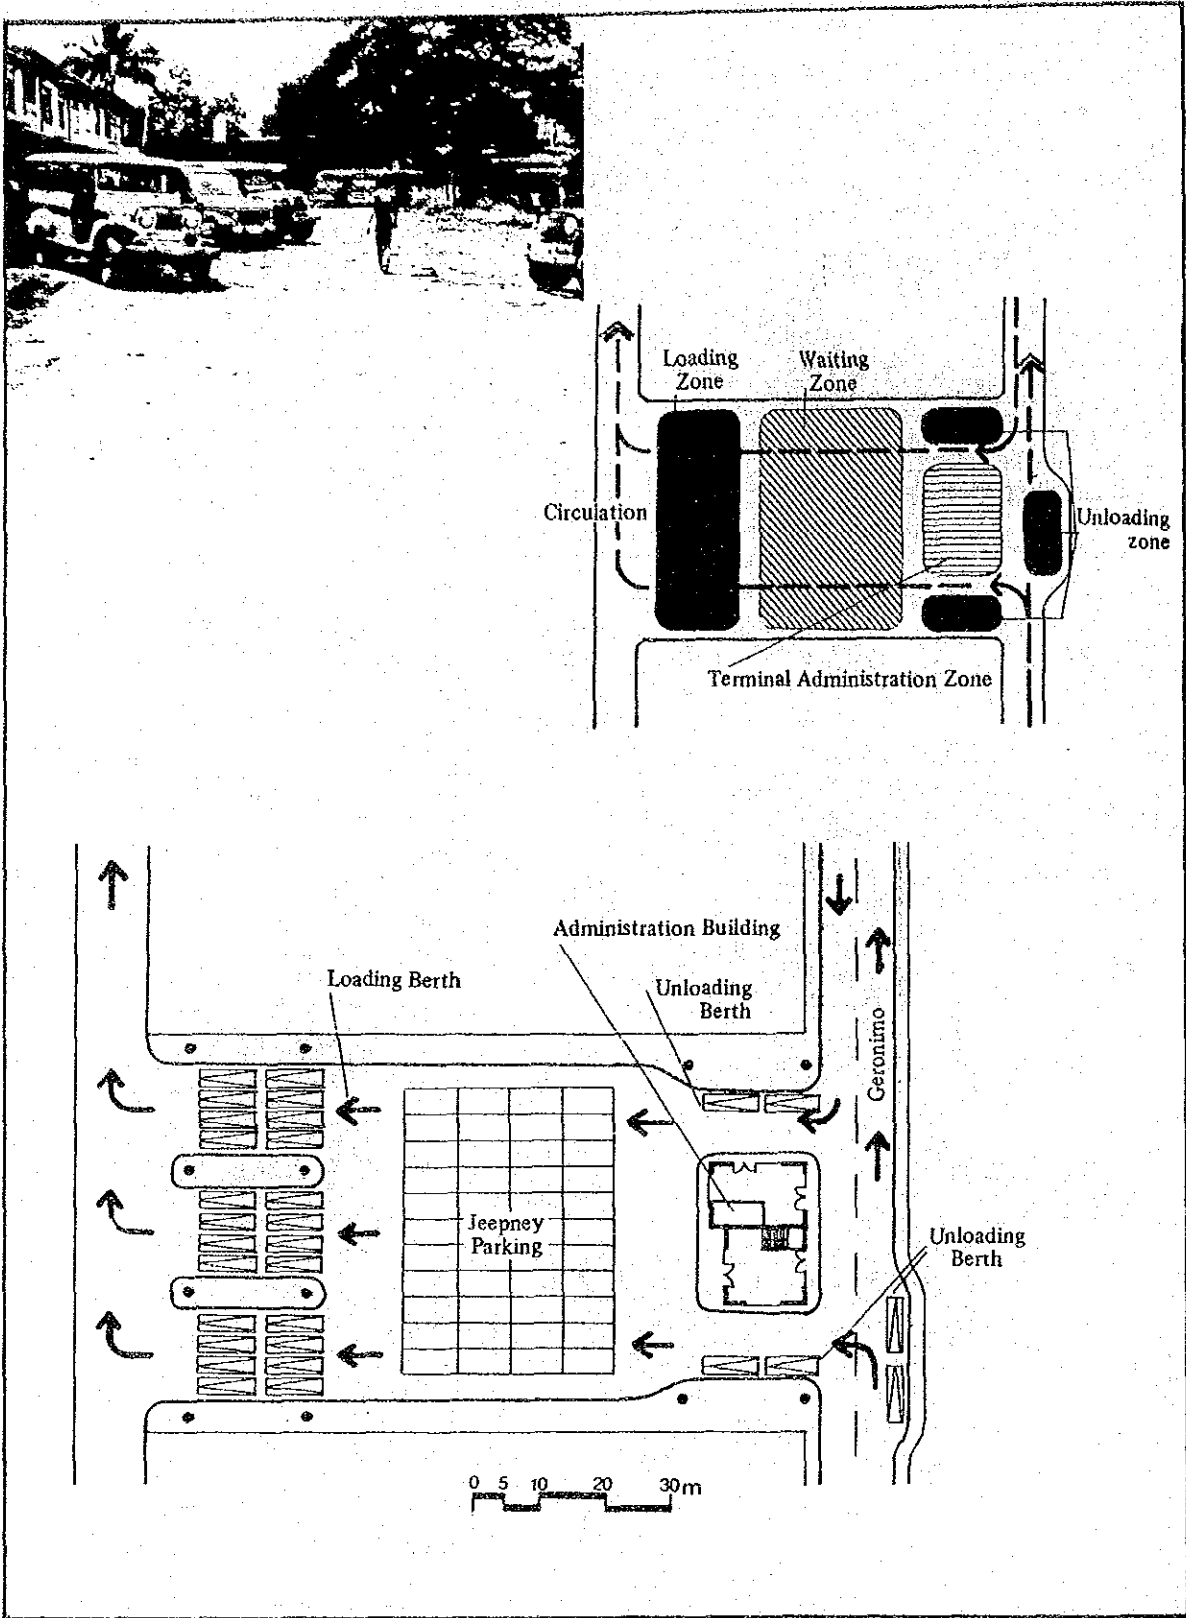 Loading
Zone
Waiting
Zone
Circulation
Unloading
zone
Terminal Administration Zone
Administration Building
Loading Berth
Unloading
Berth
Geronimo
Jeepney
Parking
Unloading
Berth
0 5 10 20 30 m